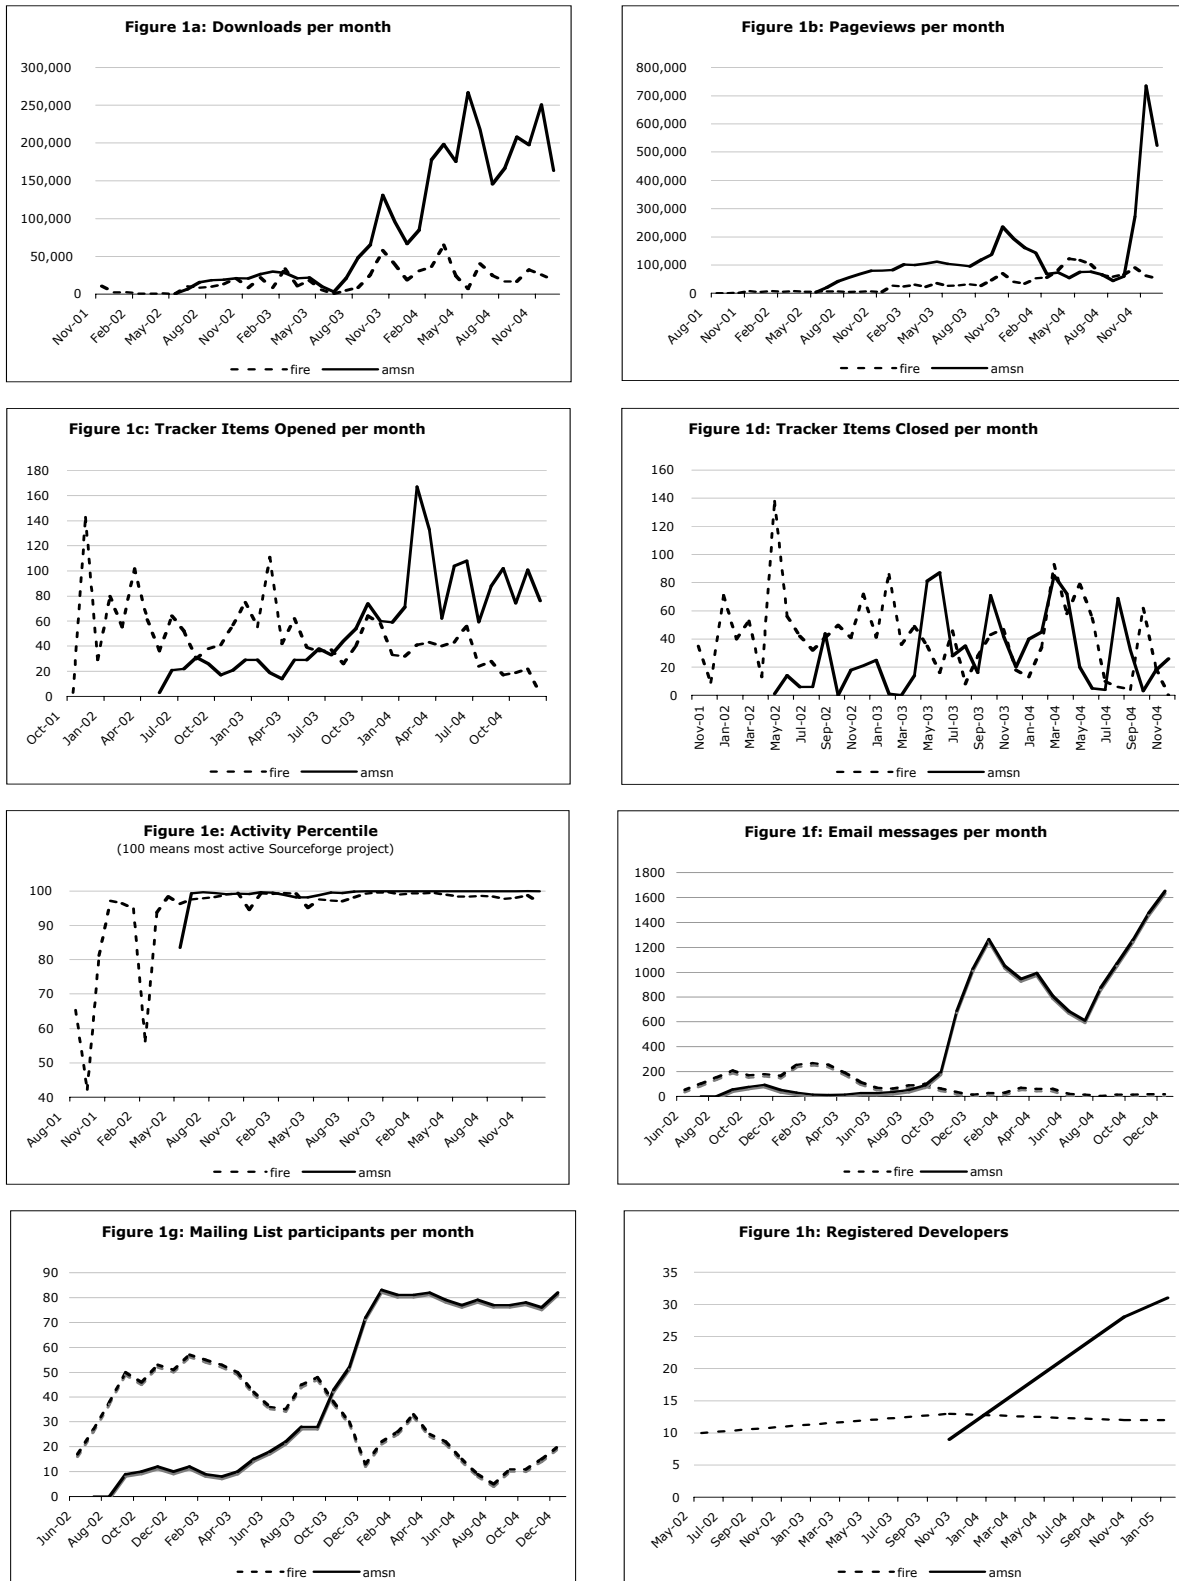 Figure 1a: Downloads per month
300,000
250,000
200,000
150,000
100,000
50,000
0
Nov-01
Feb-02
May-02
Aug-02
Nov-02
Feb-03
May-03
Aug-03
Nov-03
Feb-04
May-04
Aug-04
Nov-04
fire amsn
Figure 1b: Pageviews per month
800,000
700,000
600,000
500,000
400,000
300,000
200,000
100,000
0
Aug-01
Nov-01
Feb-02
May-02
Aug-02
Nov-02
Feb-03
May-03
Aug-03
Nov-03
Feb-04
May-04
Aug-04
Nov-04
fire amsn
Figure 1c: Tracker Items Opened per month
180
160
140
120
100
80
60
40
20
0
Oct-01
Jan-02
Apr-02
Jul-02
Oct-02
Jan-03
Apr-03
Jul-03
Oct-03
Jan-04
Apr-04
Jul-04
Oct-04
fire amsn
Figure 1d: Tracker Items Closed per month
160
140
120
100
80
60
40
20
0
Nov-01
Jan-02
Mar-02
May-02
Jul-02
Sep-02
Nov-02
Jan-03
Mar-03
May-03
Jul-03
Sep-03
Nov-03
Jan-04
Mar-04
May-04
Jul-04
Sep-04
Nov-04
fire amsn
Figure 1e: Activity Percentile
(100 means most active Sourceforge project)
100
90
80
70
60
50
40
Aug-01
Nov-01
Feb-02
May-02
Aug-02
Nov-02
Feb-03
May-03
Aug-03
Nov-03
Feb-04
May-04
Aug-04
Nov-04
fire amsn
Figure 1f: Email messages per month
1800
1600
1400
1200
1000
800
600
400
200
0
Jun-02
Aug-02
Oct-02
Dec-02
Feb-03
Apr-03
Jun-03
Aug-03
Oct-03
Dec-03
Feb-04
Apr-04
Jun-04
Aug-04
Oct-04
Dec-04
fire amsn
Figure 1g: Mailing List participants per month
90
80
70
60
50
40
30
20
10
0
Jun-02
Aug-02
Oct-02
Dec-02
Feb-03
Apr-03
Jun-03
Aug-03
Oct-03
Dec-03
Feb-04
Apr-04
Jun-04
Aug-04
Oct-04
Dec-04
fire amsn
Figure 1h: Registered Developers
35
30
25
20
15
10
5
0
May-02
Jul-02
Sep-02
Nov-02
Jan-03
Mar-03
May-03
Jul-03
Sep-03
Nov-03
Jan-04
Mar-04
May-04
Jul-04
Sep-04
Nov-04
Jan-05
fire amsn